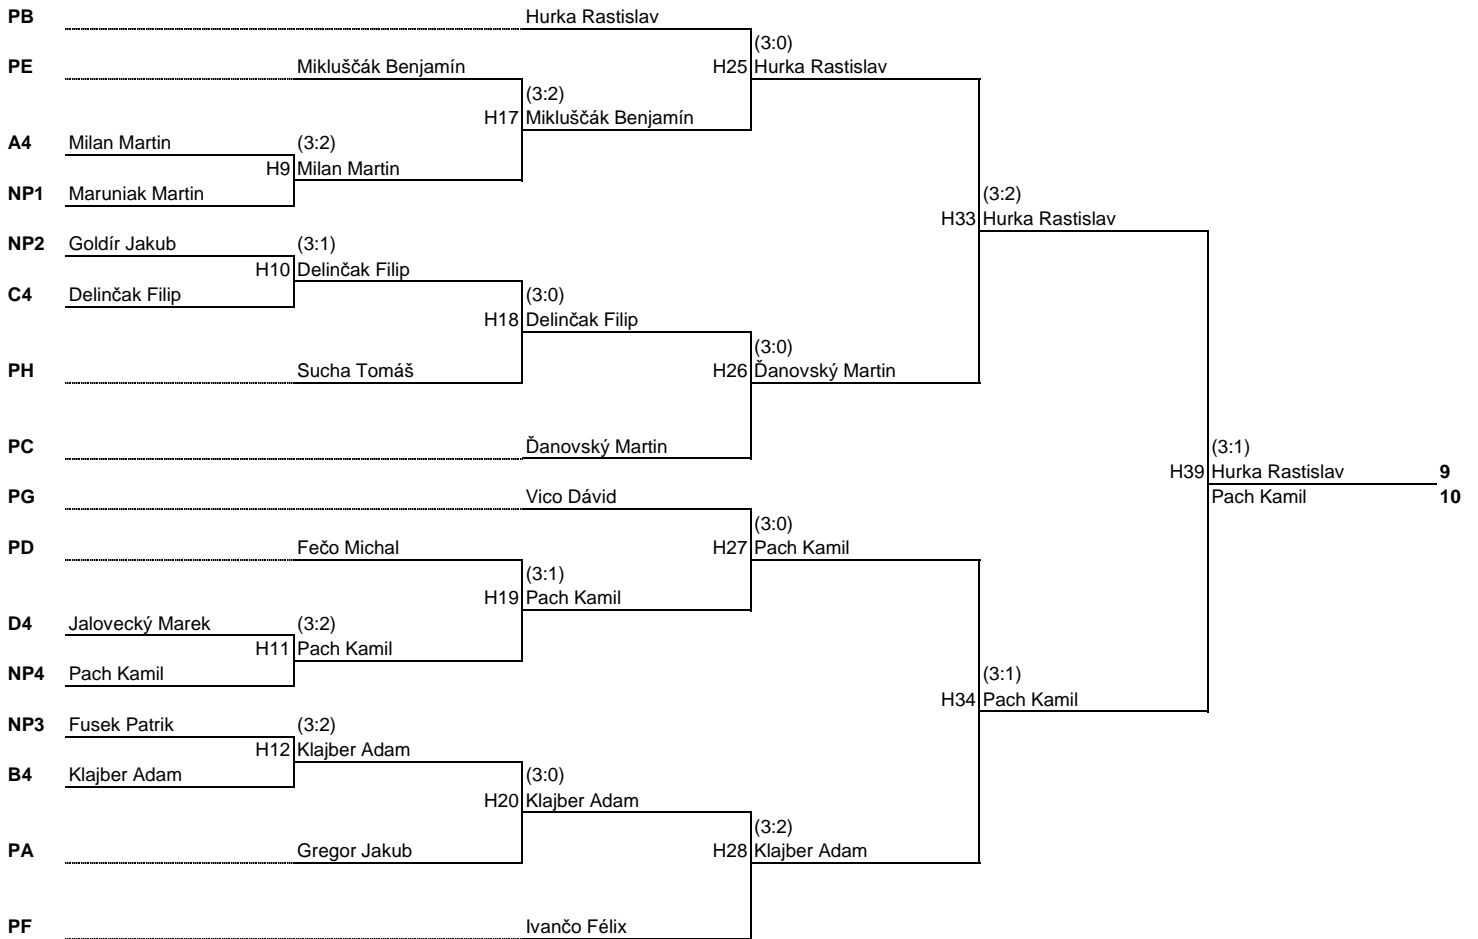 PB Hurka Rastislav
(3:0)
PE Mikluščák Benjamín H25 Hurka Rastislav
(3:2)
H17 Mikluščák Benjamín
A4 Milan Martin (3:2)
H9 Milan Martin
NP1 Maruniak Martin (3:2)
H33 Hurka Rastislav
NP2 Goldír Jakub (3:1)
H10 Delinčak Filip
C4 Delinčak Filip (3:0)
H18 Delinčak Filip
(3:0)
PH Sucha Tomáš H26 Ďanovský Martin
PC Ďanovský Martin (3:1)
H39 Hurka Rastislav 9
PG Vico Dávid Pach Kamil 10
(3:0)
PD Fečo Michal H27 Pach Kamil
(3:1)
H19 Pach Kamil
D4 Jalovecký Marek (3:2)
H11 Pach Kamil
NP4 Pach Kamil (3:1)
H34 Pach Kamil
NP3 Fusek Patrik (3:2)
H12 Klajber Adam
B4 Klajber Adam (3:0)
H20 Klajber Adam
(3:2)
PA Gregor Jakub H28 Klajber Adam
PF Ivančo Félix